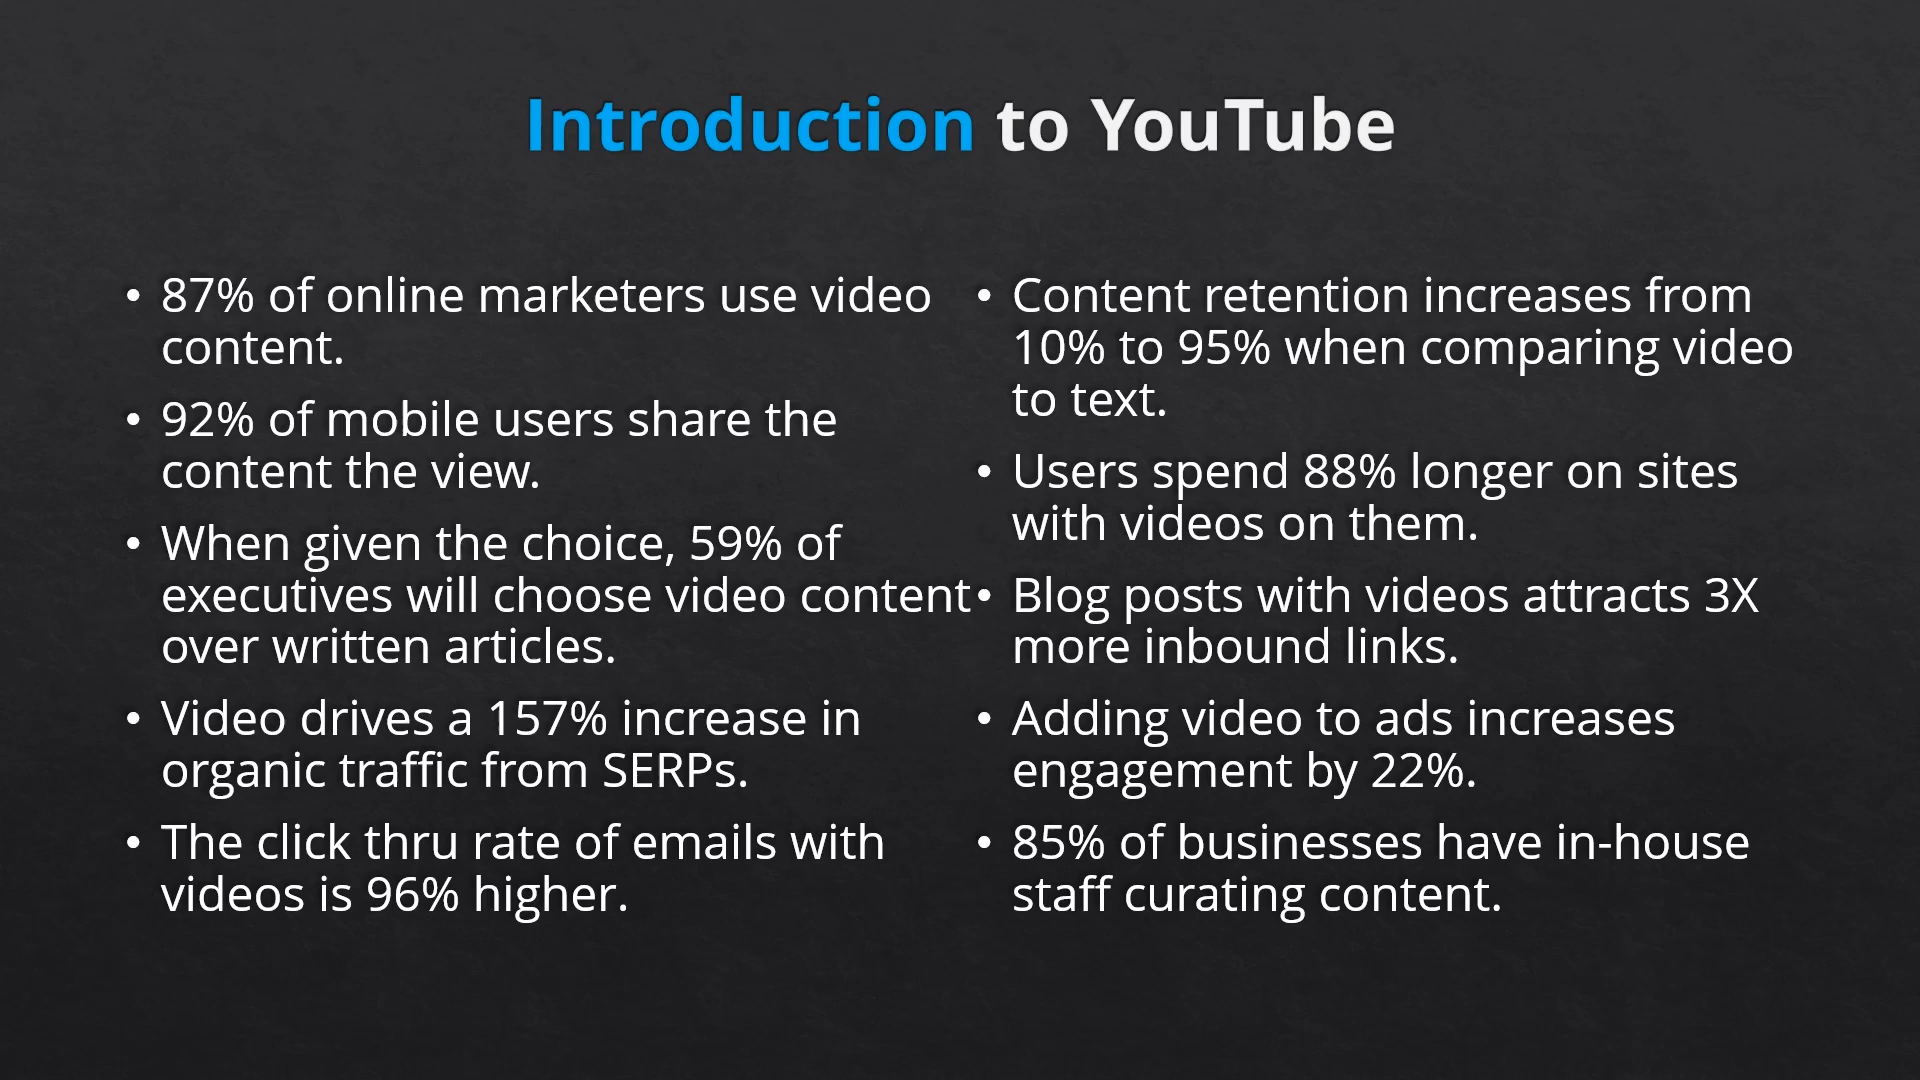 Introduction to YouTube
• 87% of online marketers use video
content.
• 92% of mobile users share the
content the view.
• When given the choice, 59% of
executives will choose video content
over written articles.
• Video drives a 157% increase in
organic traffic from SERPs.
• The click thru rate of emails with
videos is 96% higher.
• Content retention increases from
10% to 95% when comparing video
to text.
• Users spend 88% longer on sites
with videos on them.
• Blog posts with videos attracts 3X
more inbound links.
• Adding video to ads increases
engagement by 22%.
• 85% of businesses have in-house
staff curating content.